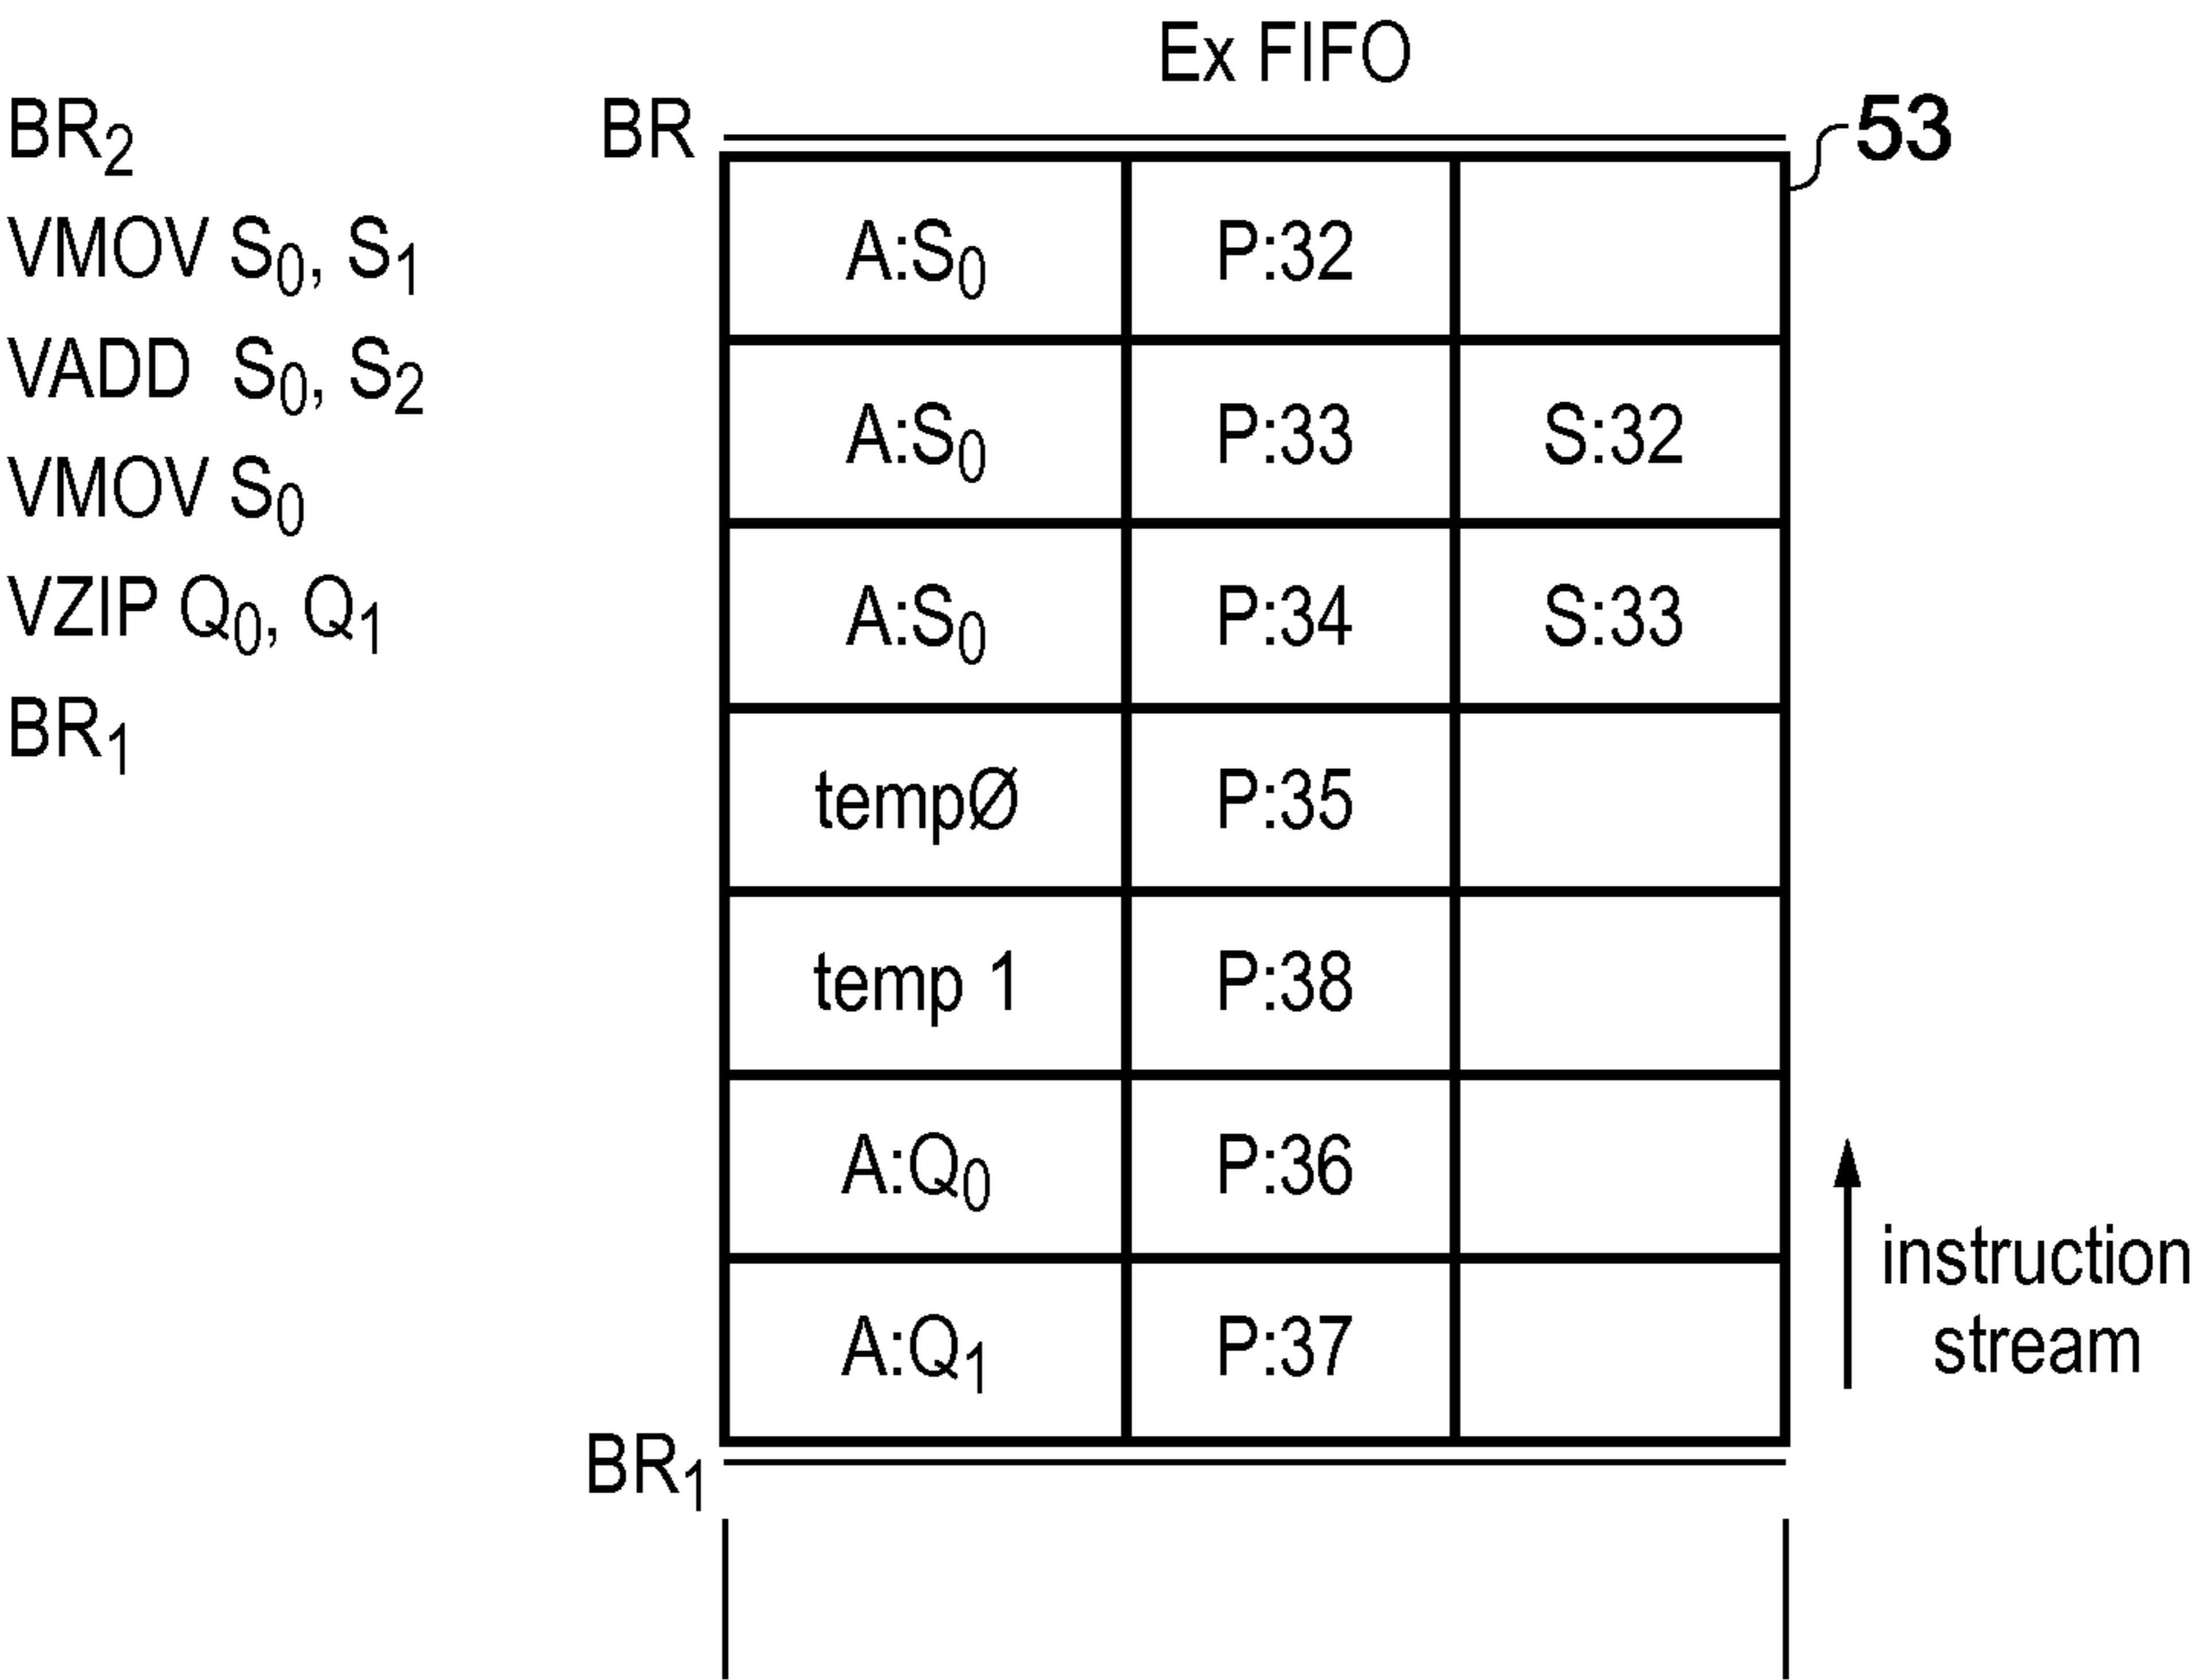 Ex FIFO
BR₂
VMOV S₀, S₁
VADD S₀, S₂
VMOV S₀
VZIP Q₀, Q₁
BR₁
BR
53
A:S₀ P:32
A:S₀ P:33 S:32
A:S₀ P:34 S:33
tempØ P:35
temp 1 P:38
A:Q₀ P:36
A:Q₁ P:37
BR₁
instruction
stream